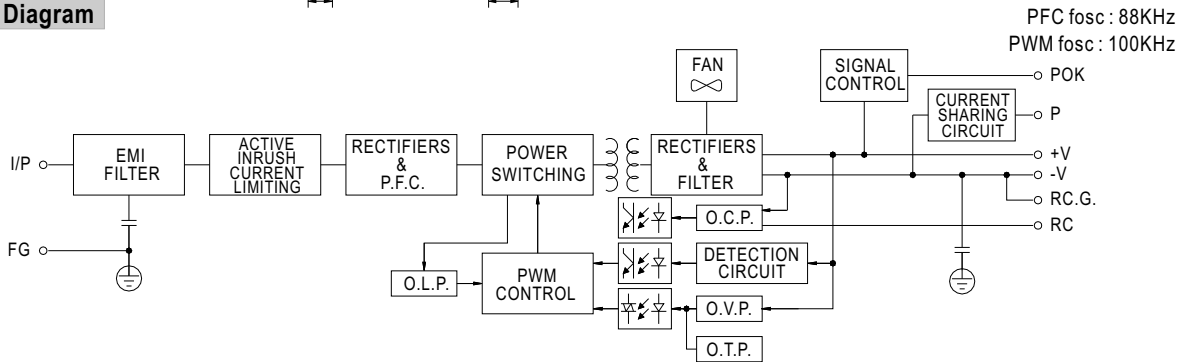 Diagram
PFC fosc : 88KHz
PWM fosc : 100KHz
FAN
SIGNAL
CONTROL
POK
CURRENT
SHARING
CIRCUIT
P
I/P
EMI
FILTER
ACTIVE
INRUSH
CURRENT
LIMITING
RECTIFIERS
&
P.F.C.
POWER
SWITCHING
RECTIFIERS
&
FILTER
+V
-V
RC.G.
RC
FG
O.C.P.
DETECTION
CIRCUIT
O.L.P.
PWM
CONTROL
O.V.P.
O.T.P.